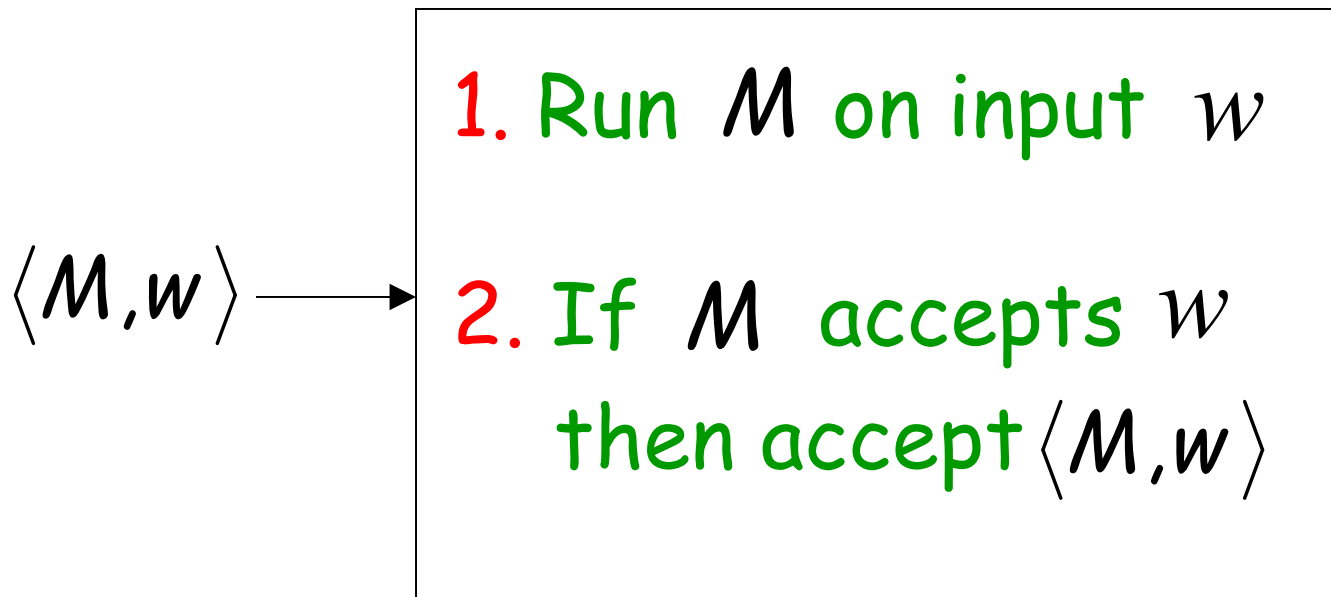 1. Run M on input w
⟨M,w⟩
2. If M accepts w
then accept ⟨M,w⟩